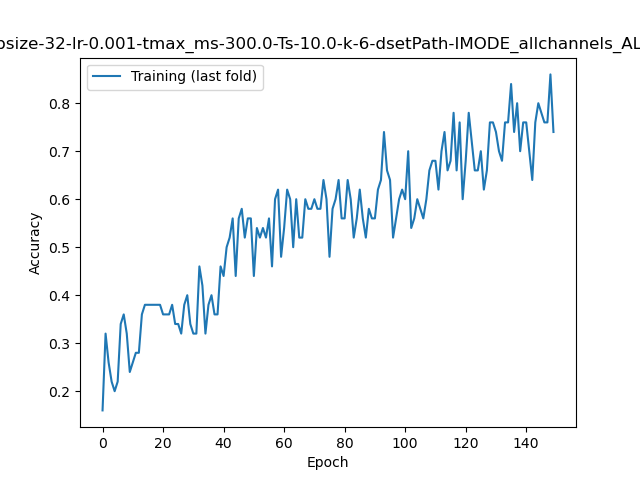 osize-32-lr-0.001-tmax_ms-300.0-Ts-10.0-k-6-dsetPath-IMODE_allchannels_AL
Training (last fold)
Accuracy
0.8
0.7
0.6
0.5
0.4
0.3
0.2
0 20 40 60 80 100 120 140
Epoch